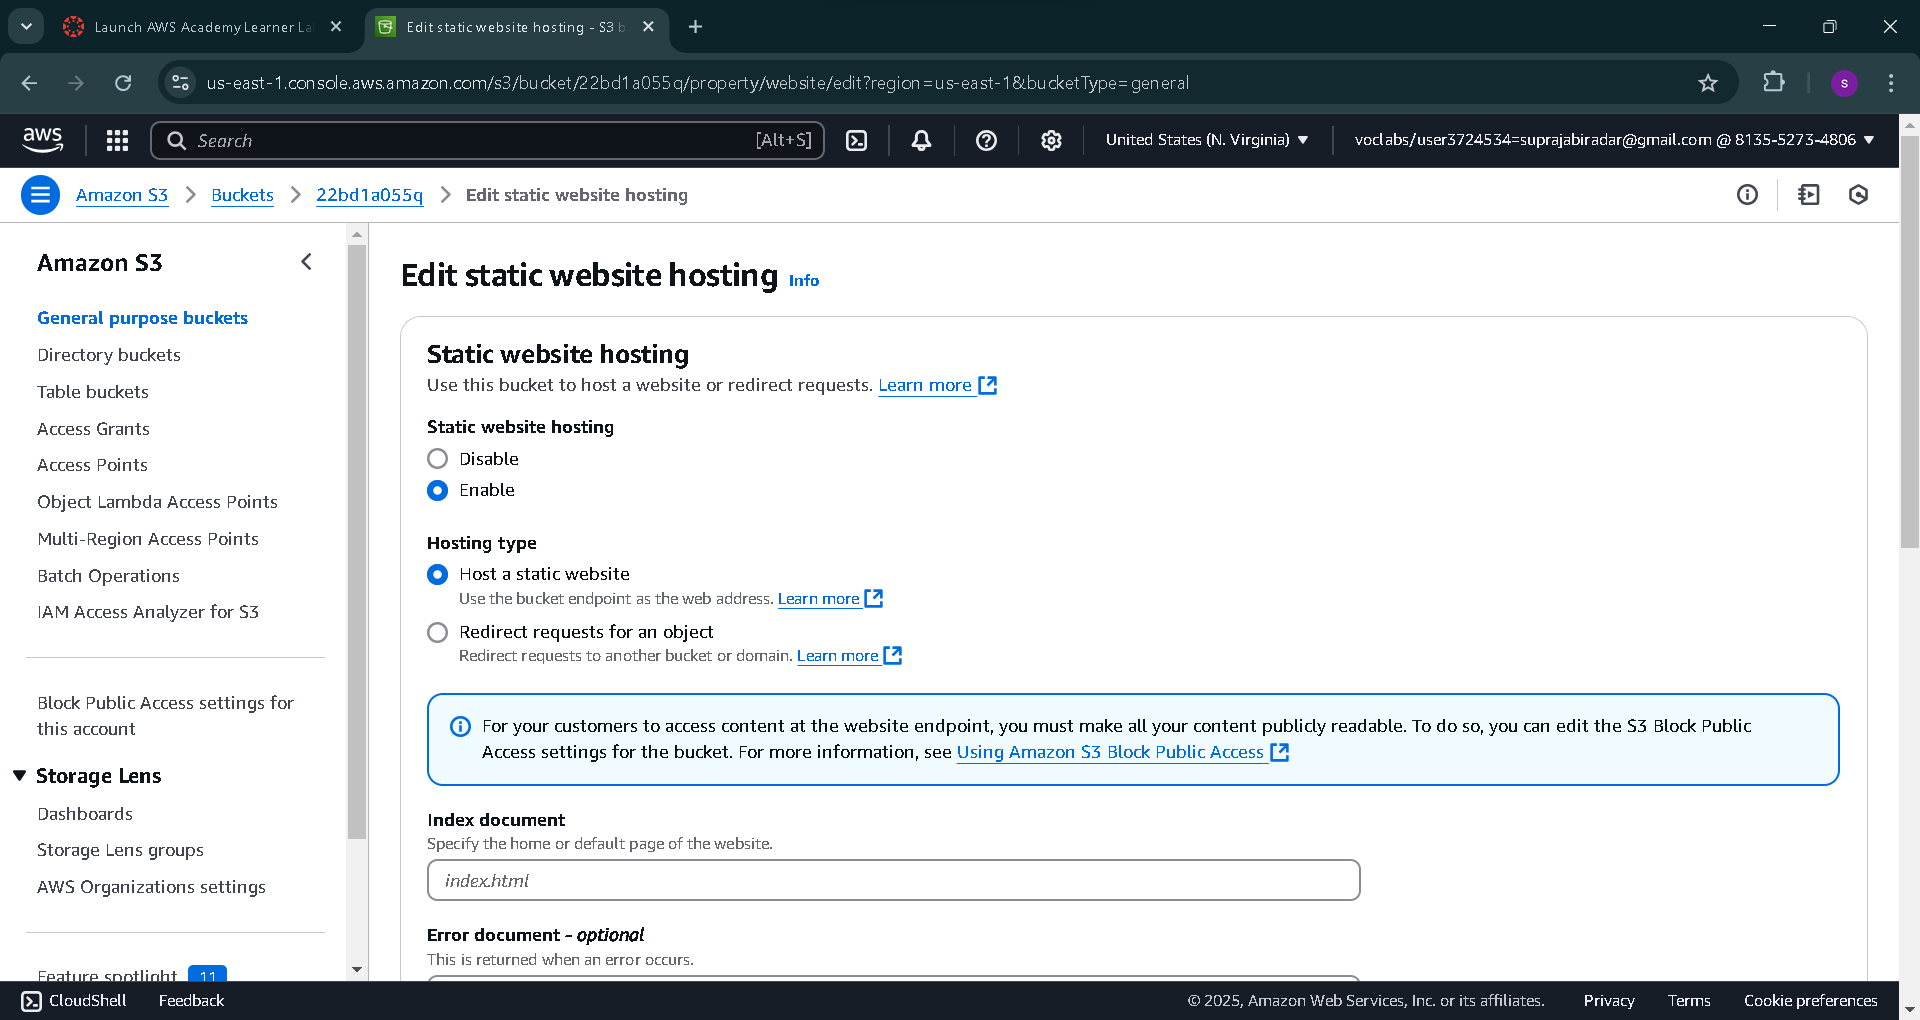 Launch AWS Academy Learner La
Edit static website hosting - S3 b
us-east-1.console.aws.amazon.com/s3/bucket/22bd1a055q/property/website/edit?region=us-east-1&bucketType=general
s
aws
Search
[Alt+S]
United States (N. Virginia)
voclabs/user3724534=suprajabiradar@gmail.com @ 8135-5273-4806
Amazon S3
Buckets
22bd1a055q
Edit static website hosting
Amazon S3
General purpose buckets
Directory buckets
Table buckets
Access Grants
Access Points
Object Lambda Access Points
Multi-Region Access Points
Batch Operations
IAM Access Analyzer for S3
Block Public Access settings for
this account
Storage Lens
Dashboards
Storage Lens groups
AWS Organizations settings
Feature spotlight 11
Edit static website hosting Info
Static website hosting
Use this bucket to host a website or redirect requests. Learn more
Static website hosting
Disable
Enable
Hosting type
Host a static website
Use the bucket endpoint as the web address. Learn more
Redirect requests for an object
Redirect requests to another bucket or domain. Learn more
For your customers to access content at the website endpoint, you must make all your content publicly readable. To do so, you can edit the S3 Block Public
Access settings for the bucket. For more information, see Using Amazon S3 Block Public Access
Index document
Specify the home or default page of the website.
index.html
Error document - optional
This is returned when an error occurs.
CloudShell
Feedback
© 2025, Amazon Web Services, Inc. or its affiliates.
Privacy
Terms
Cookie preferences